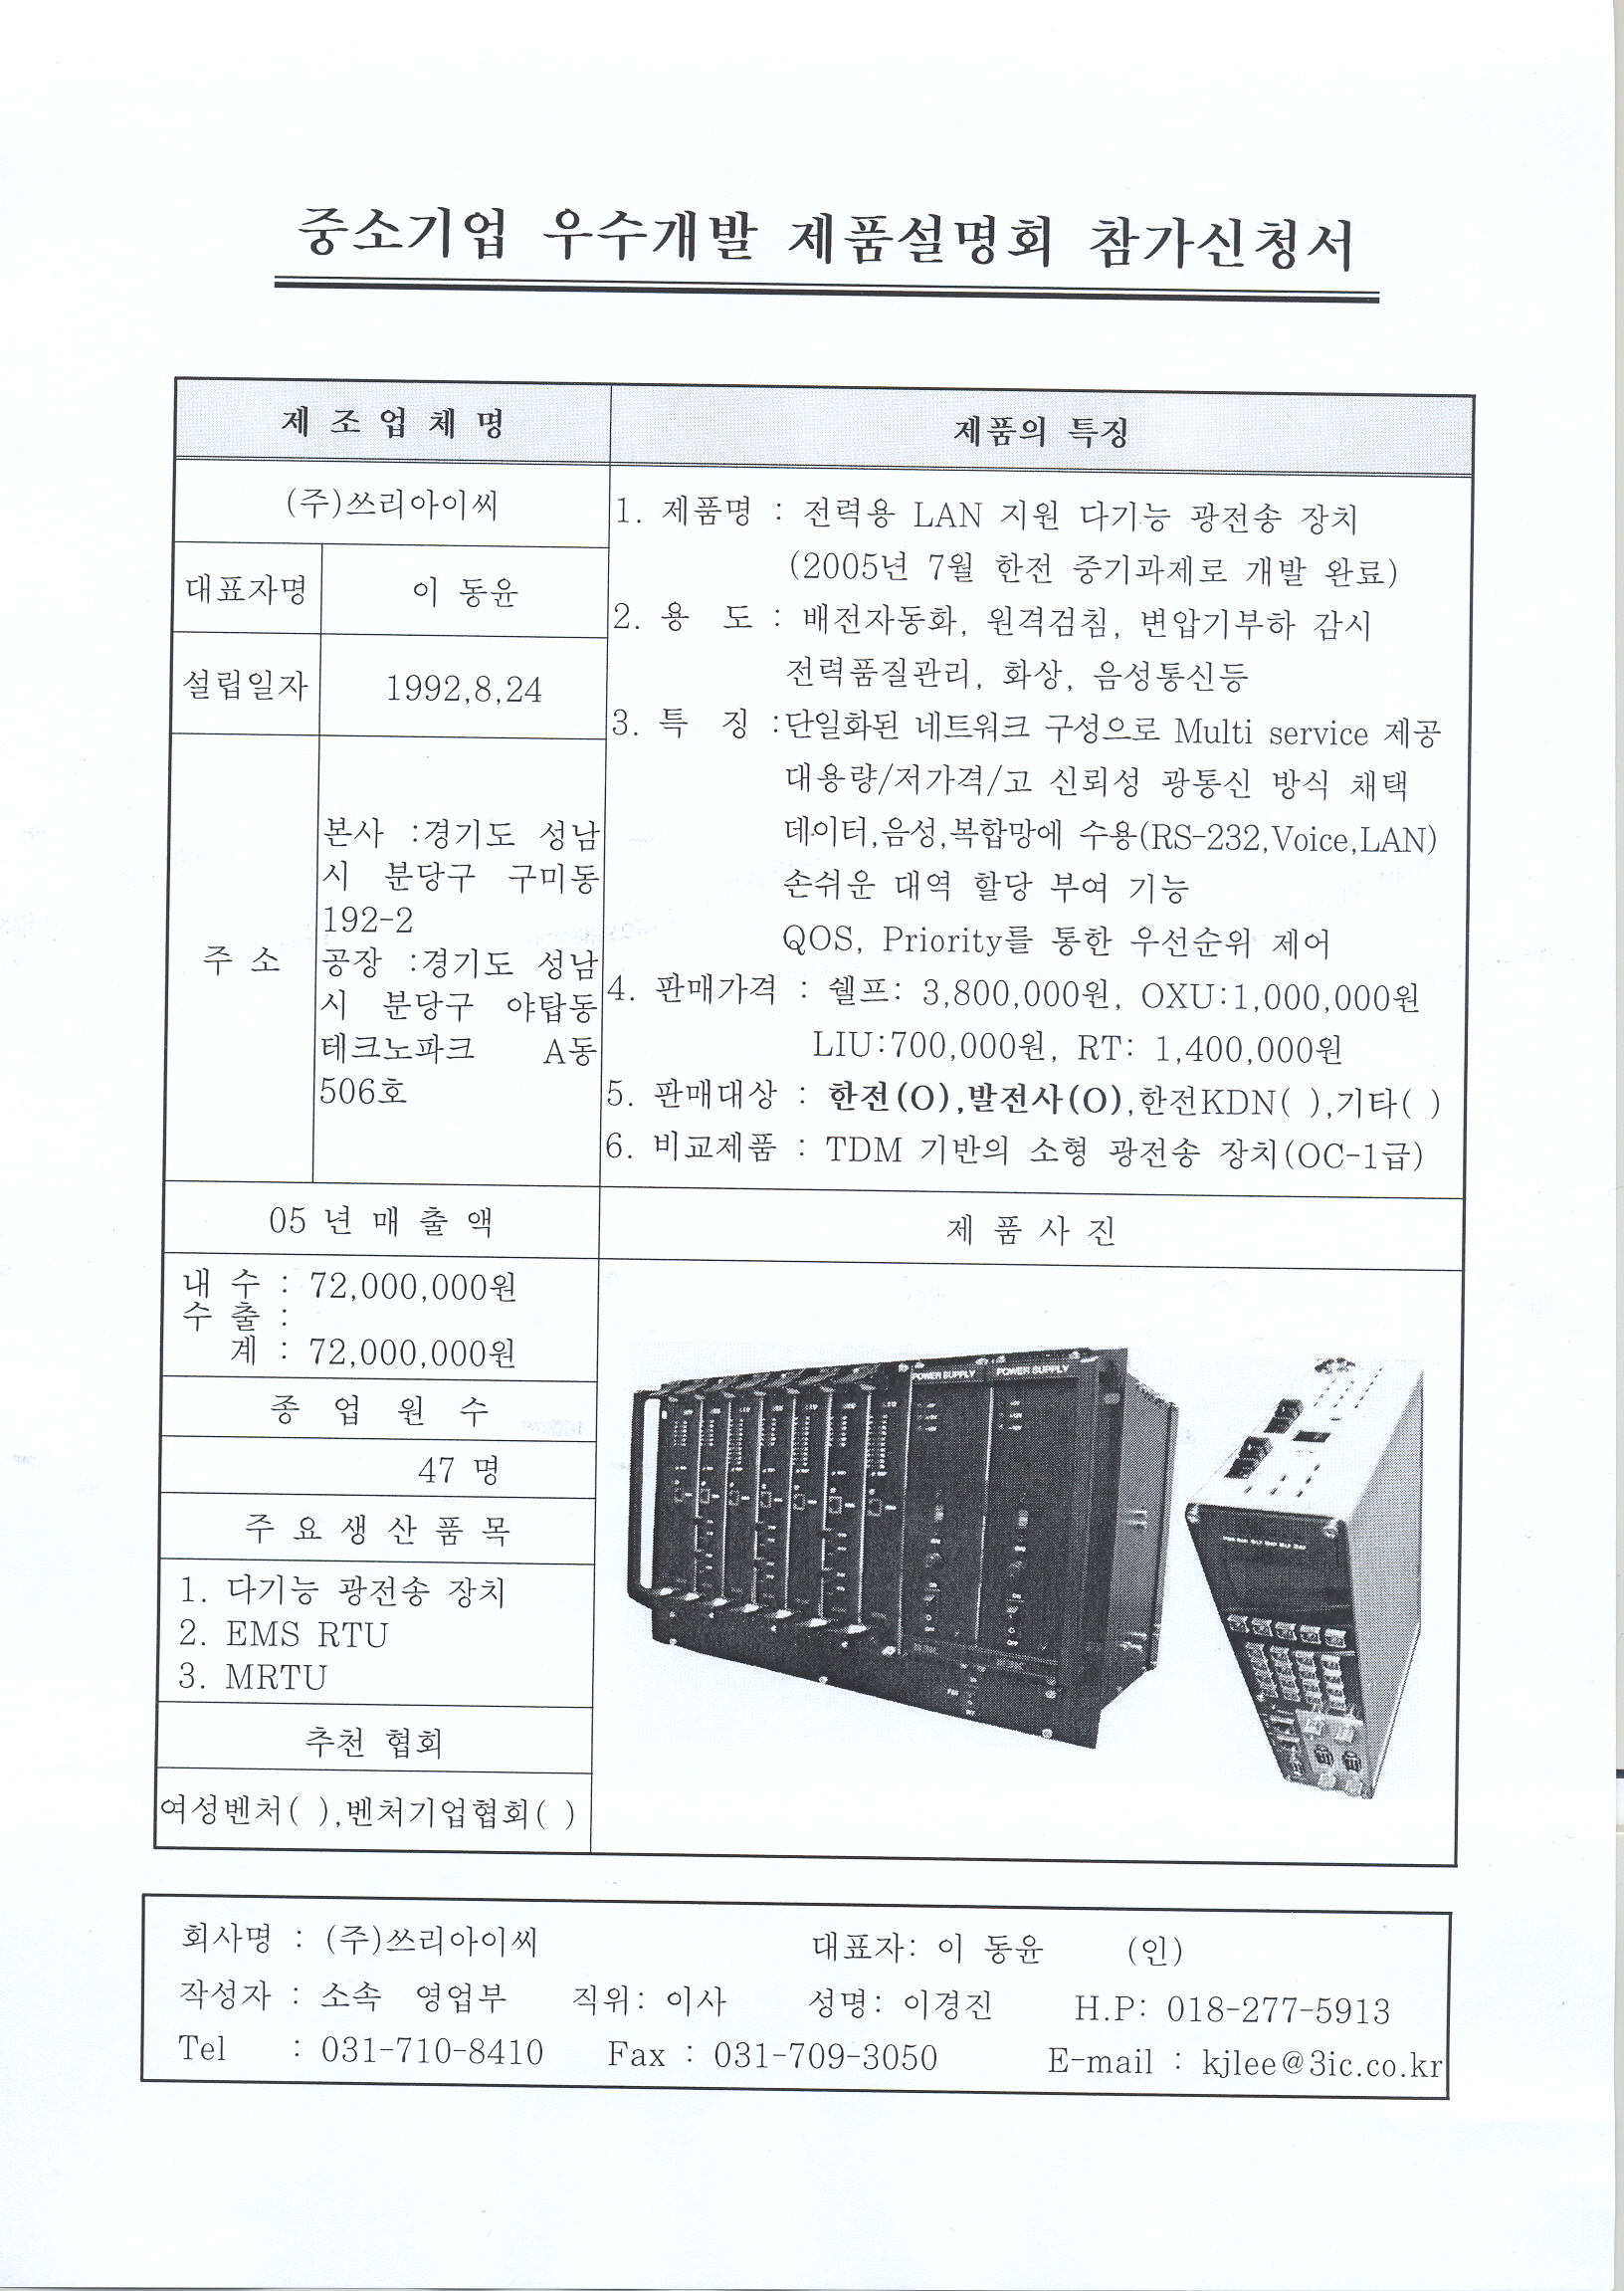 중소기업 우수개발 제품설명회 참가신청서
제 조 업 체 명
(주)쓰리아이씨
대표자명 이 동윤
설립일자 1992,8,24
주 소
본사 :경기도 성남
시 분당구 구미동
192-2
공장 :경기도 성남
시 분당구 야탑동
테크노파크 A동
506호
제품의 특징
1. 제품명 : 전력용 LAN 지원 다기능 광전송 장치
(2005년 7월 한전 중기과제로 개발 완료)
2. 용 도 : 배전자동화, 원격검침, 변압기부하 감시
전력품질관리, 화상, 음성통신등
3. 특 징 :단일화된 네트워크 구성으로 Multi service 제공
대용량/저가격/고 신뢰성 광통신 방식 채택
데이터,음성,복합망에 수용(RS-232,Voice,LAN)
손쉬운 대역 할당 부여 기능
QOS, Priority를 통한 우선순위 제어
4. 판매가격 : 쉘프: 3,800,000원, OXU:1,000,000원
LIU:700,000원, RT: 1,400,000원
5. 판매대상 : 한전(O),발전사(O),한전KDN( ),기타( )
6. 비교제품 : TDM 기반의 소형 광전송 장치(OC-1급)
05 년 매 출 액
내 수 : 72,000,000원
수 출 :
계 : 72,000,000원
종 업 원 수
47 명
주 요 생 산 품 목
1. 다기능 광전송 장치
2. EMS RTU
3. MRTU
추천 협회
여성벤처( ),벤처기업협회( )
제 품 사 진
POWER SUPPLY POWER SUPPLY
회사명 : (주)쓰리아이씨 대표자: 이 동윤 (인)
작성자 : 소속 영업부 직위: 이사 성명: 이경진 H.P: 018-277-5913
Tel : 031-710-8410 Fax : 031-709-3050 E-mail : kjlee@3ic.co.kr